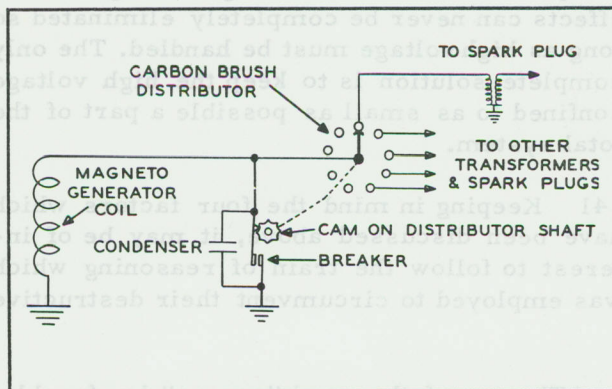 TO SPARK PLUG
CARBON BRUSH
DISTRIBUTOR
TO OTHER
TRANSFORMERS
& SPARK PLUGS
MAGNETO
GENERATOR
COIL
CAM ON DISTRIBUTOR SHAFT
CONDENSER
BREAKER
effects can never be completely eliminated
long as high voltage must be handled. The only
complete solution is to keep the high voltage
confined to as small as possible a part of the
total system.
Keeping in mind the four factors which
have been discussed above, it may be of in-
terest to follow the train of reasoning which
was employed to circumvent their destructive